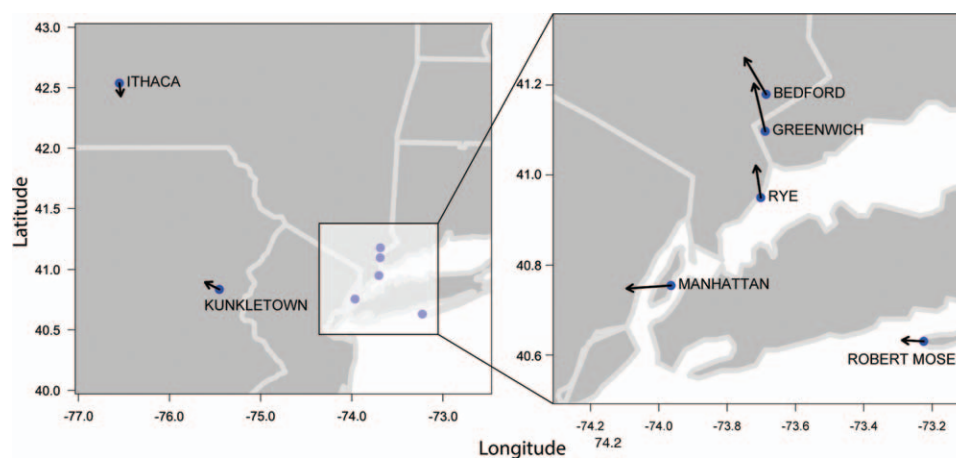 43.0
42.5
42.0
41.5
41.0
40.5
40.0
Latitude
ITHACA
KUNKLETOWN
-77.0 -76.0 -75.0 -74.0 -73.0
41.2
41.0
40.8
40.6
BEDFORD
GREENWICH
RYE
MANHATTAN
ROBERT MOSE
-74.2 -74.0 -73.8 -73.6 -73.4 -73.2
74.2
Longitude